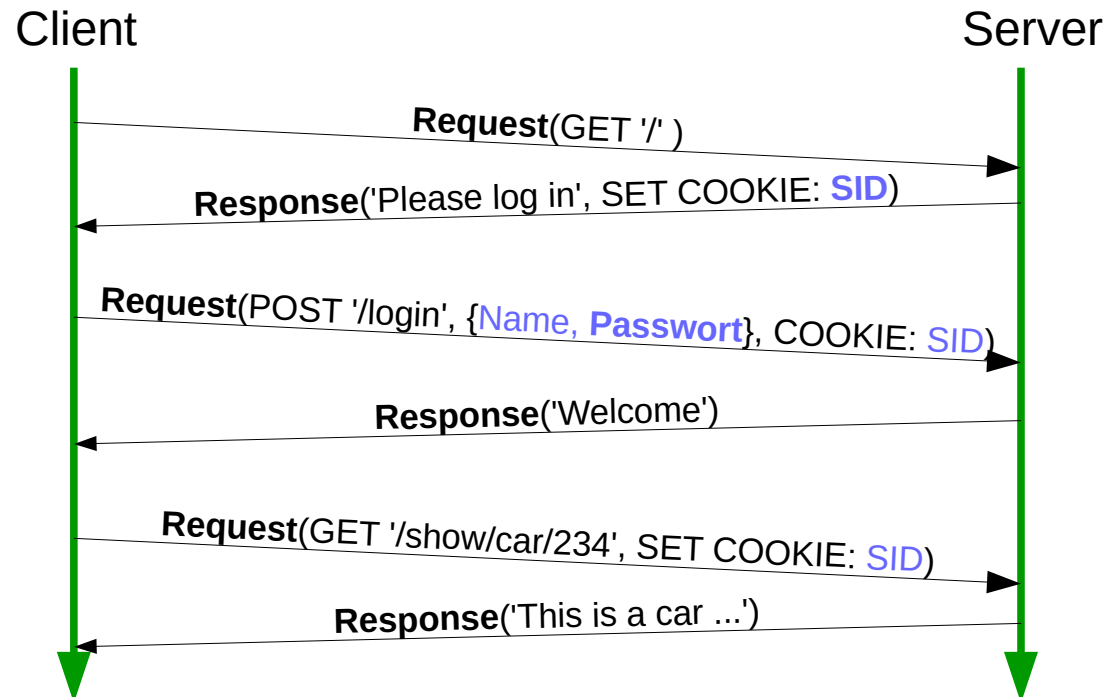 Client
Server
Request(GET '/' )
Response('Please log in', SET COOKIE: SID)
Request(POST '/login', {Name, Passwort}, COOKIE: SID)
Response('Welcome')
Request(GET '/show/car/234', SET COOKIE: SID)
Response('This is a car ...')